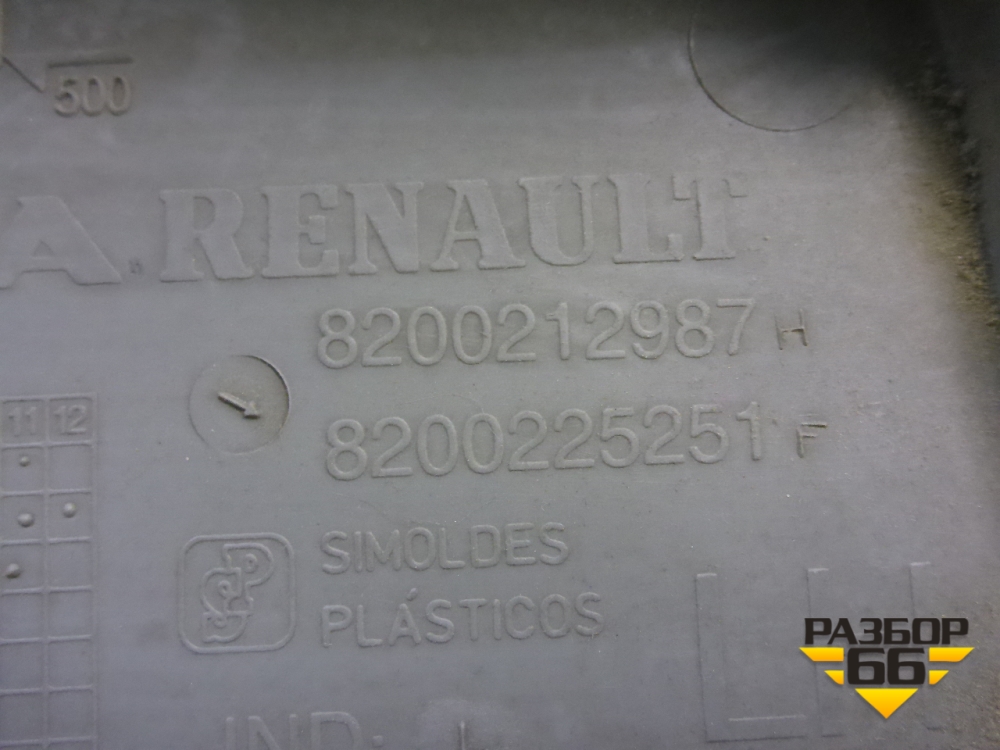 500
RENAULT
8200212987 H
8200225251 F
11 12
SIMOLDES
PLÁSTICOS
IND:
РАЗБОР
66